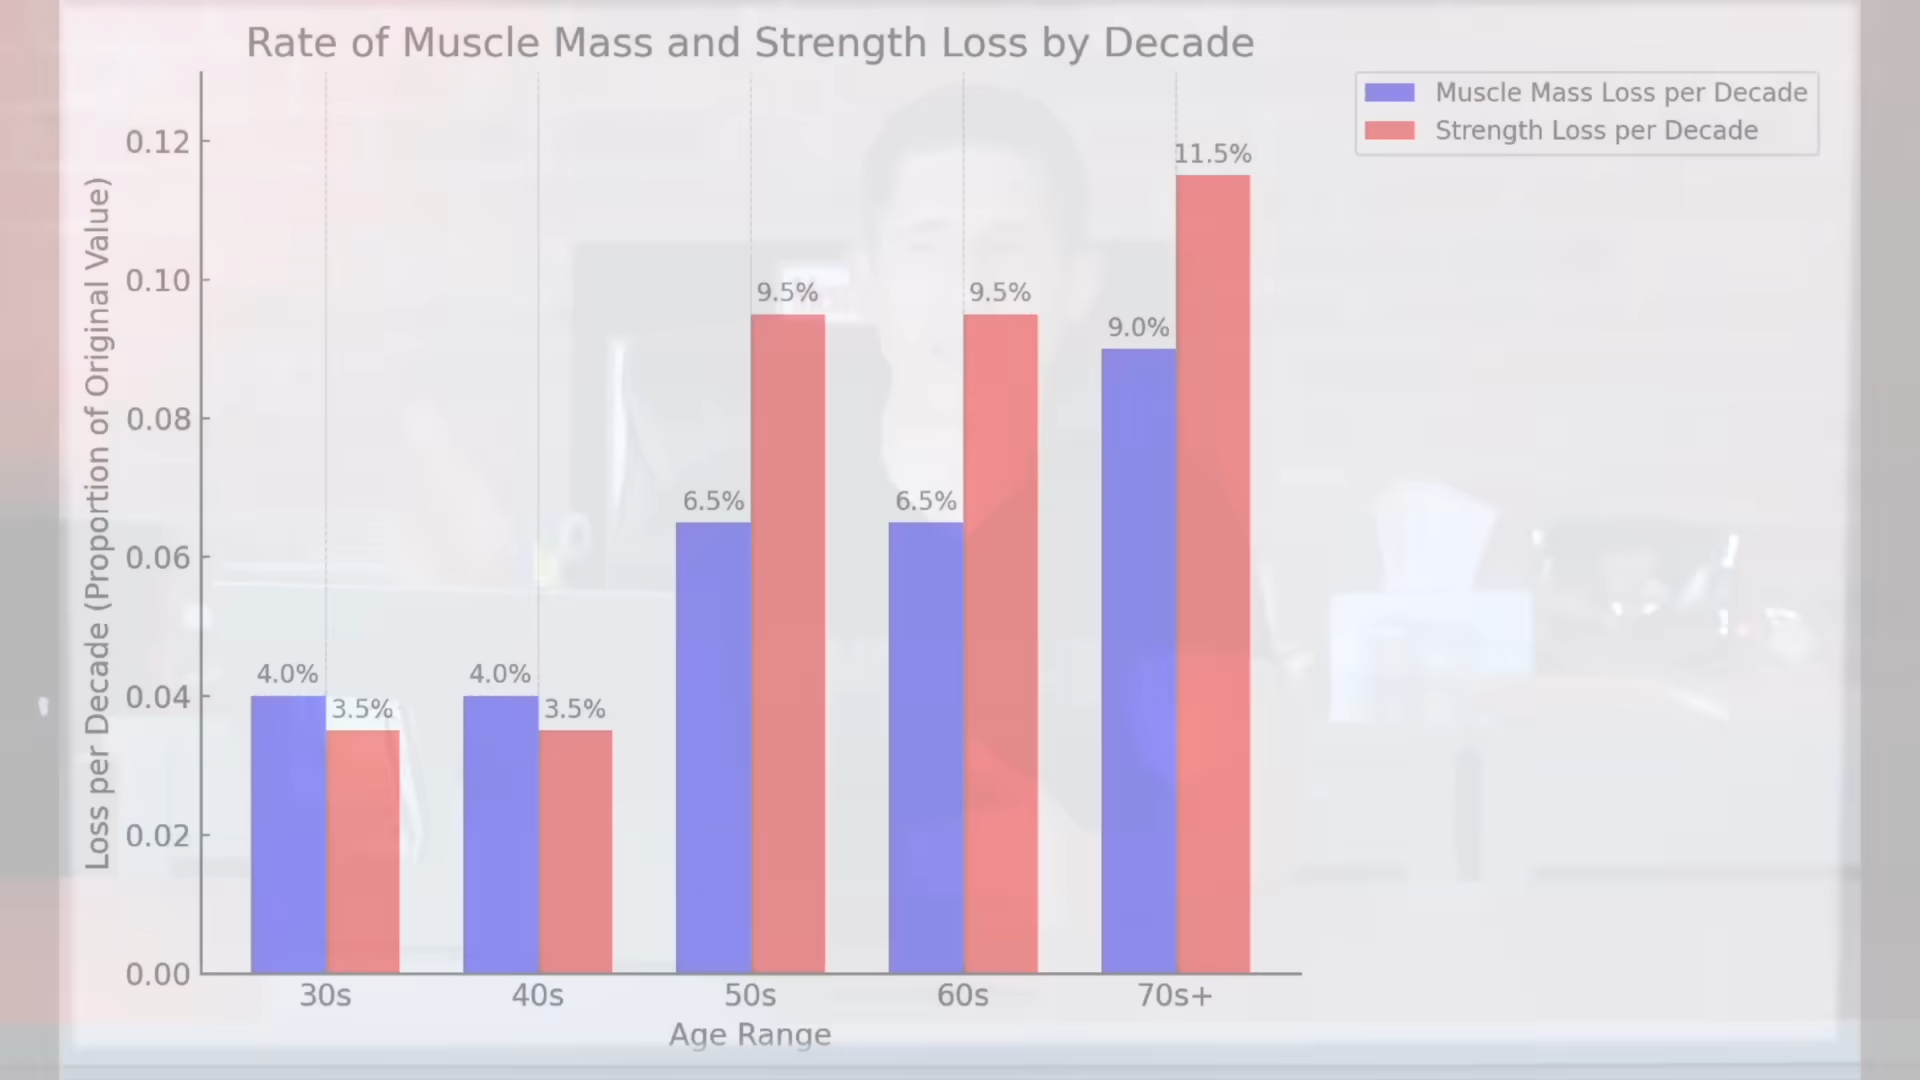 Rate of Muscle Mass and Strength Loss by Decade
Muscle Mass Loss per Decade
Strength Loss per Decade
Loss per Decade (Proportion of Original Value)
0.12
0.10
0.08
0.06
0.04
0.02
0.00
4.0%
3.5%
4.0%
3.5%
6.5%
9.5%
6.5%
9.5%
9.0%
11.5%
30s
40s
50s
60s
70s+
Age Range